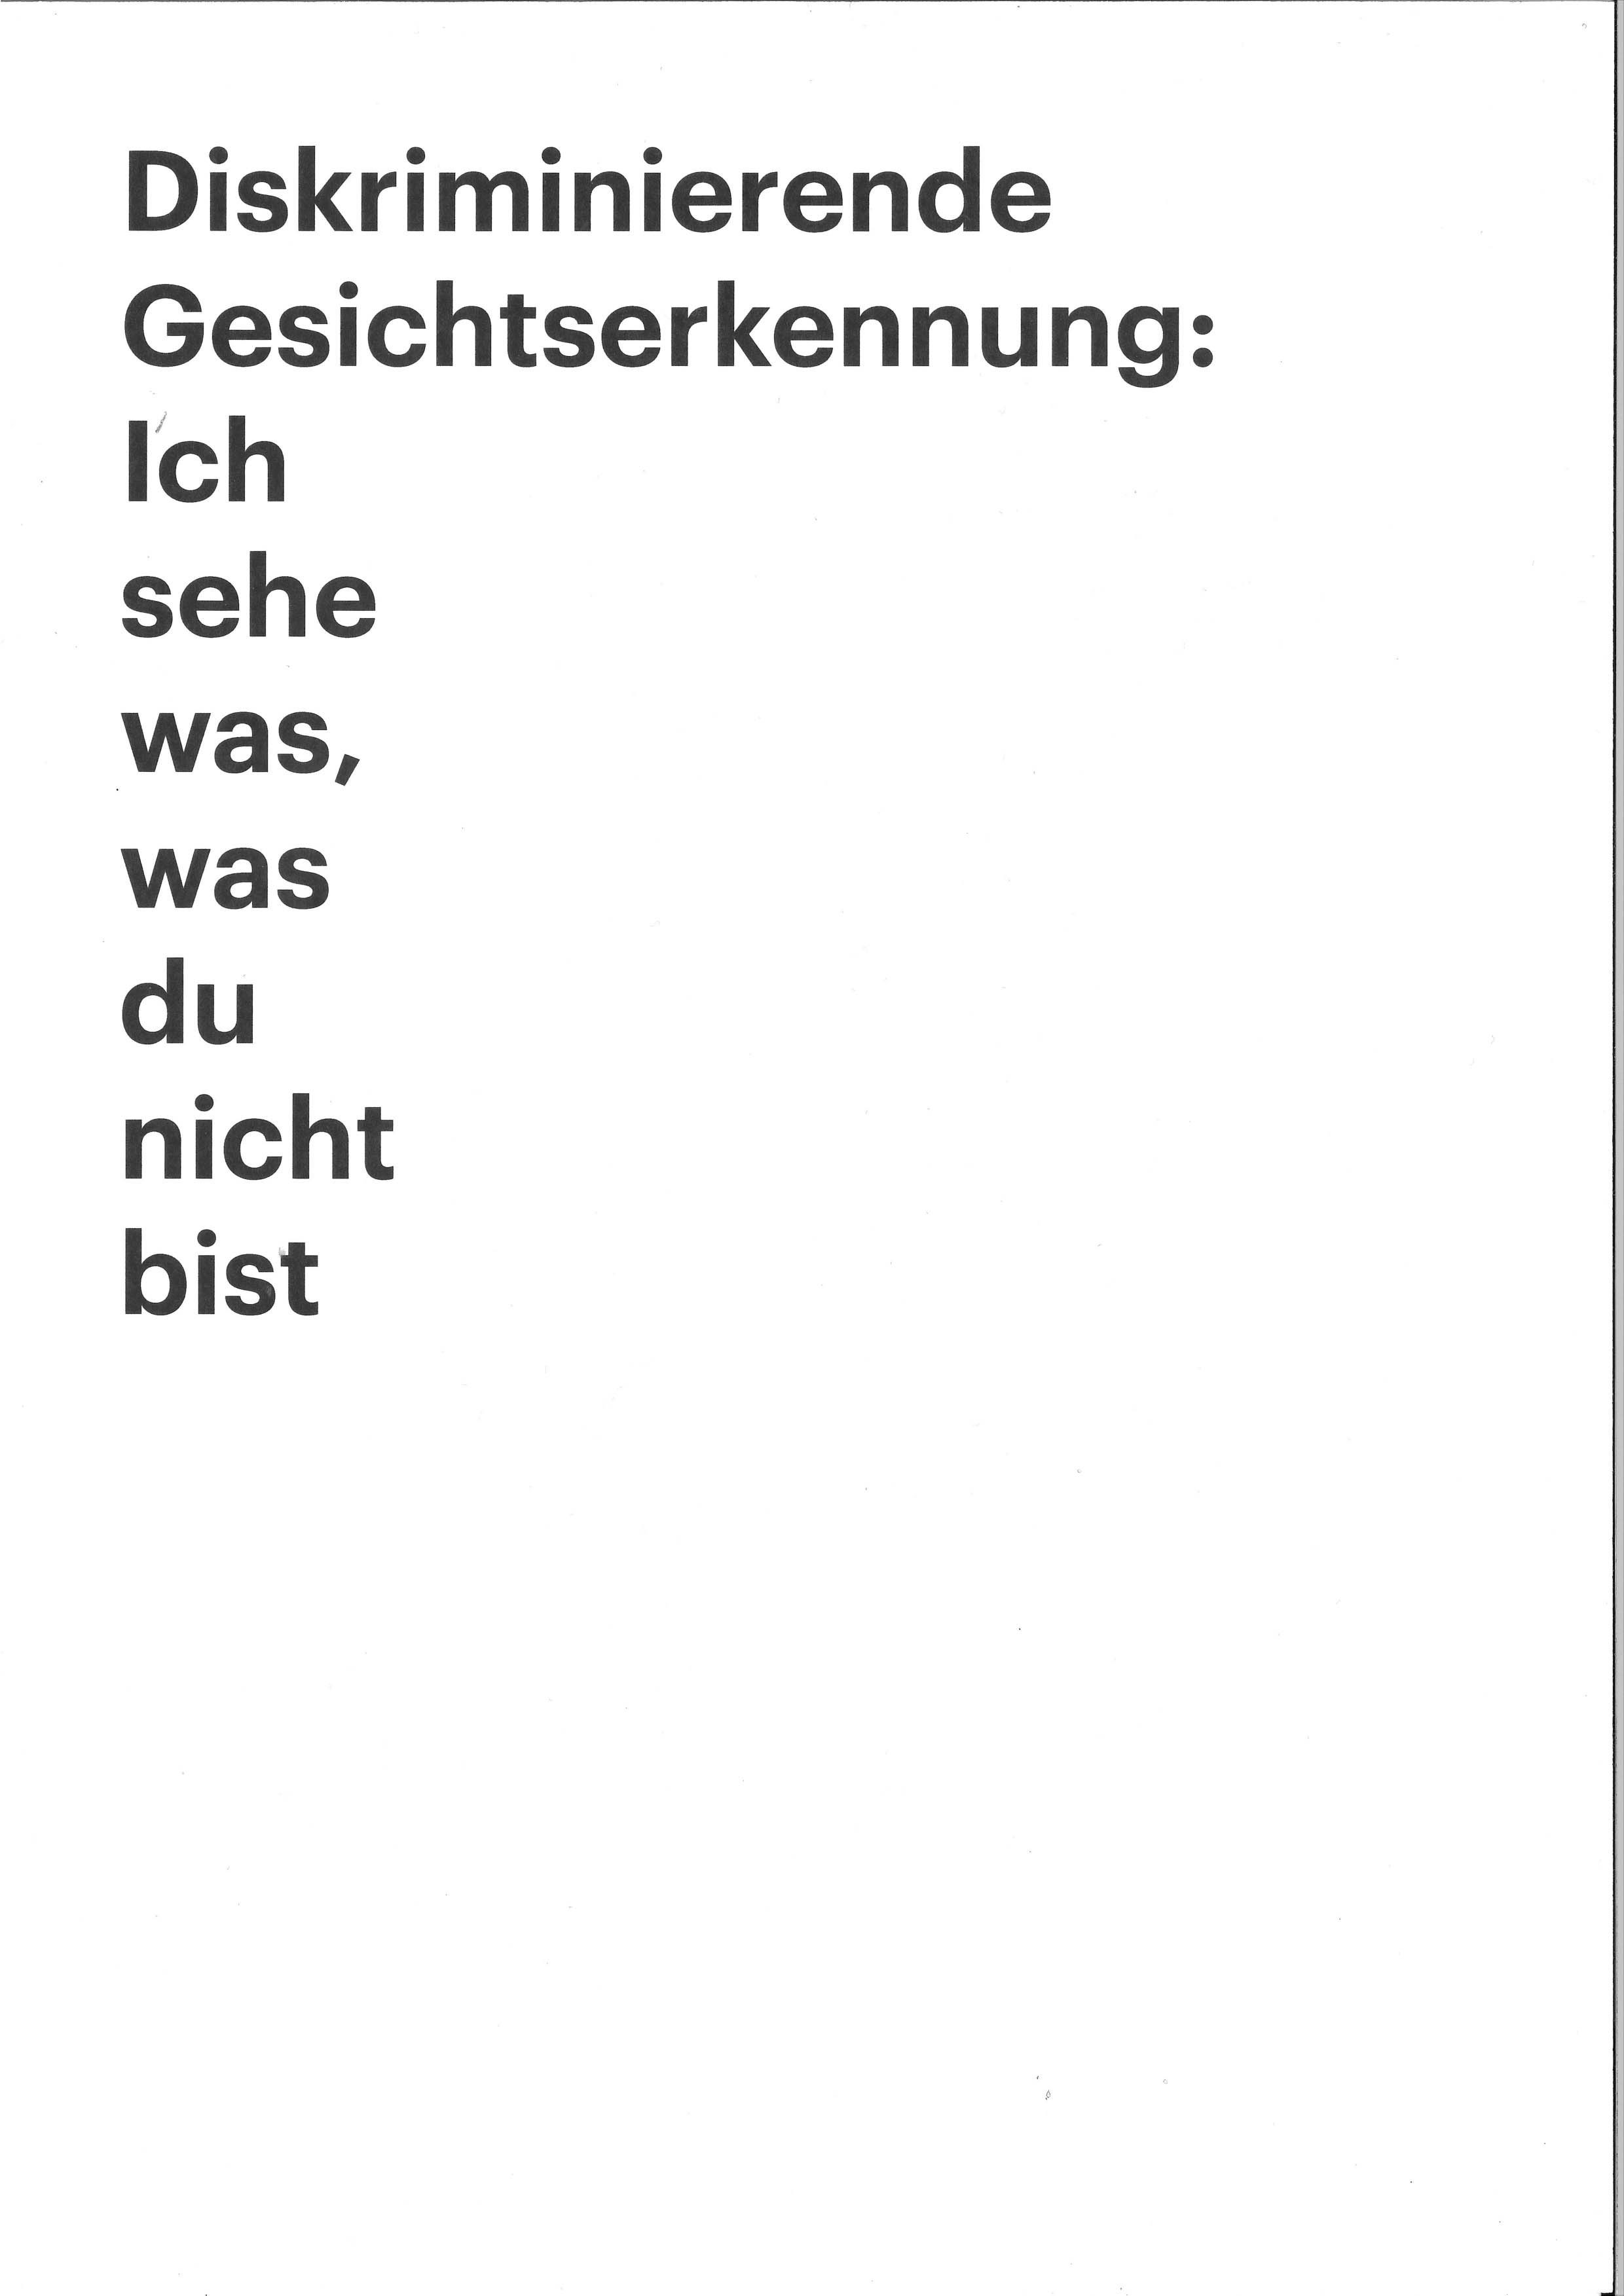 Diskriminierende
Gesichtserkennung:
Ich
sehe
was,
was
du
nicht
bist